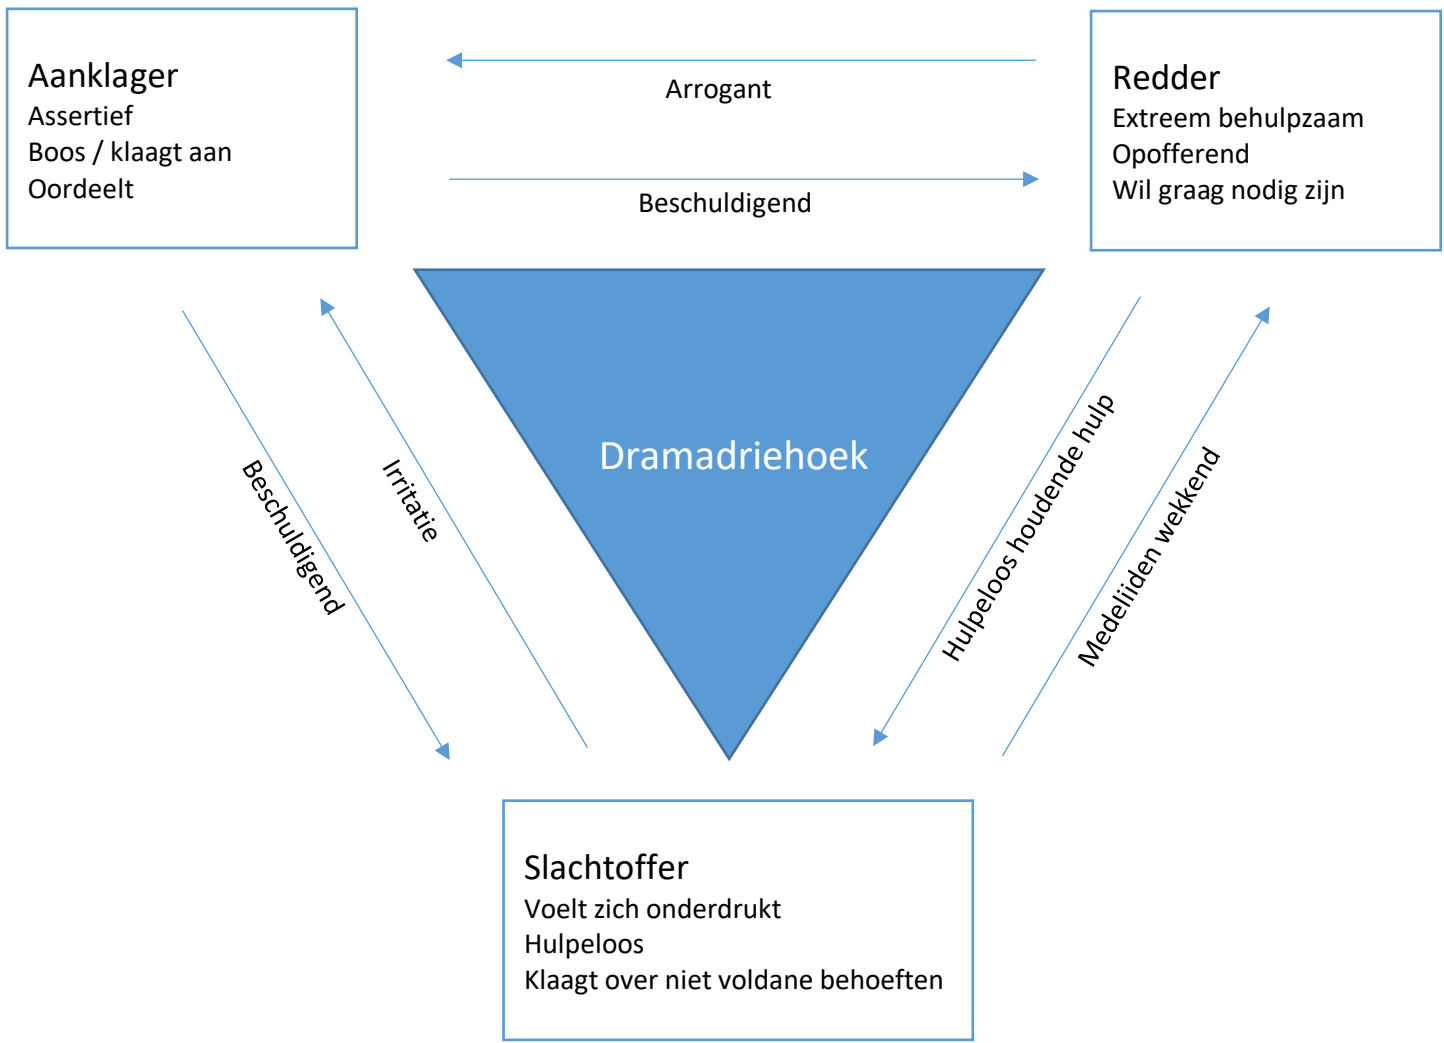 Aanklager
Assertief
Boos / klaagt aan
Oordeelt
Arrogant
Beschuldigend
Redder
Extreem behulpzaam
Opofferend
Wil graag nodig zijn
Dramadriehoek
Beschuldigend
Irritatie
Hulpeloos houdende hulp
Medeliiden wekkend
Slachtoffer
Voelt zich onderdrukt
Hulpeloos
Klaagt over niet voldane behoeften